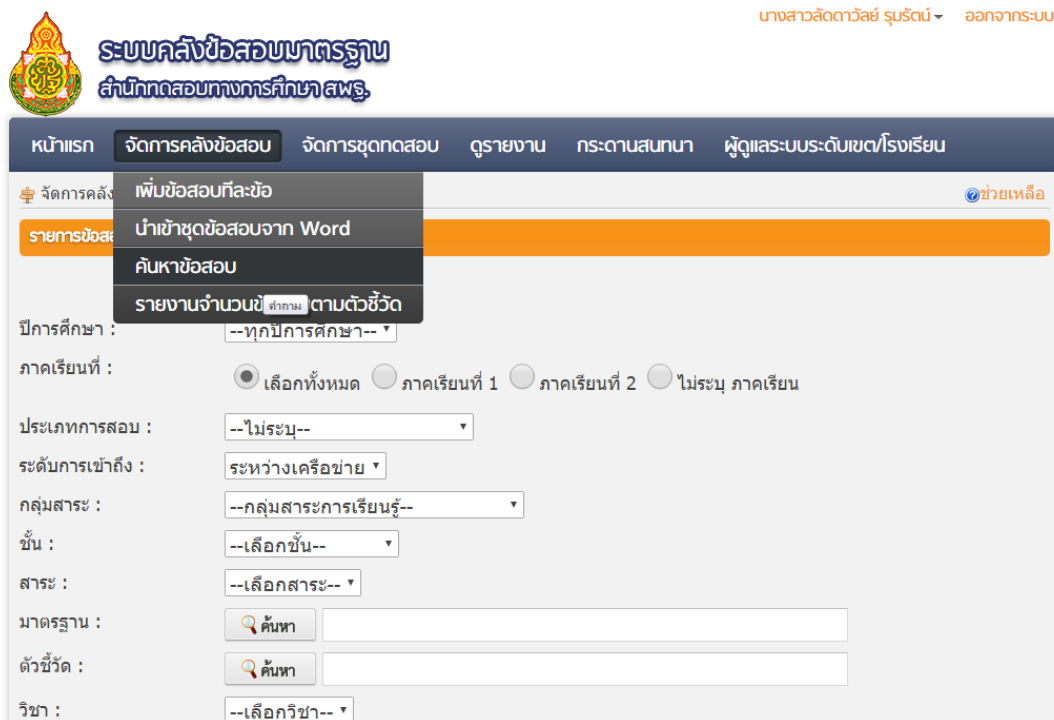 นางสาวลัดดาวัลย์ รุมรัตน์ ออกจากระบบ
ระบบคลังข้อสอบมาตรฐาน
สำนักทดสอบทางการศึกษา สพฐ.
หน้าแรก จัดการคลังข้อสอบ จัดการชุดทดสอบ ดูรายงาน กระดานสนทนา ผู้ดูแลระบบระดับเขต/โรงเรียน
จัดการคลัง เพิ่มข้อสอบทีละข้อ ช่วยเหลือ
รายการข้อส นำเข้าชุดข้อสอบจาก Word
ค้นหาข้อสอบ
รายงานจำนวนข้ คำถาม ตามตัวชี้วัด
ปีการศึกษา : --ทุกปีการศึกษา--
ภาคเรียนที่ : เลือกทั้งหมด ภาคเรียนที่ 1 ภาคเรียนที่ 2 ไม่ระบุ ภาคเรียน
ประเภทการสอบ : --ไม่ระบุ--
ระดับการเข้าถึง : ระหว่างเครือข่าย
กลุ่มสาระ : --กลุ่มสาระการเรียนรู้--
ชั้น : --เลือกชั้น--
สาระ : --เลือกสาระ--
มาตรฐาน : ค้นหา
ตัวชี้วัด : ค้นหา
วิชา : --เลือกวิชา--